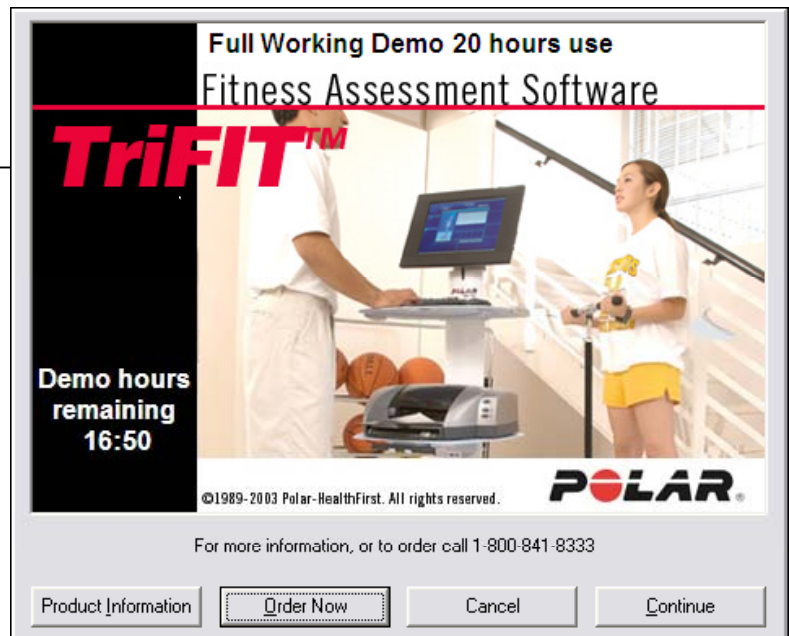 Full Working Demo 20 hours use
Fitness Assessment Software
TriFIT™
POLAR
Demo hours
remaining
16:50
©1989-2003 Polar-HealthFirst. All rights reserved.
POLAR®
For more information, or to order call 1-800-841-8333
Product Information
Order Now
Cancel
Continue